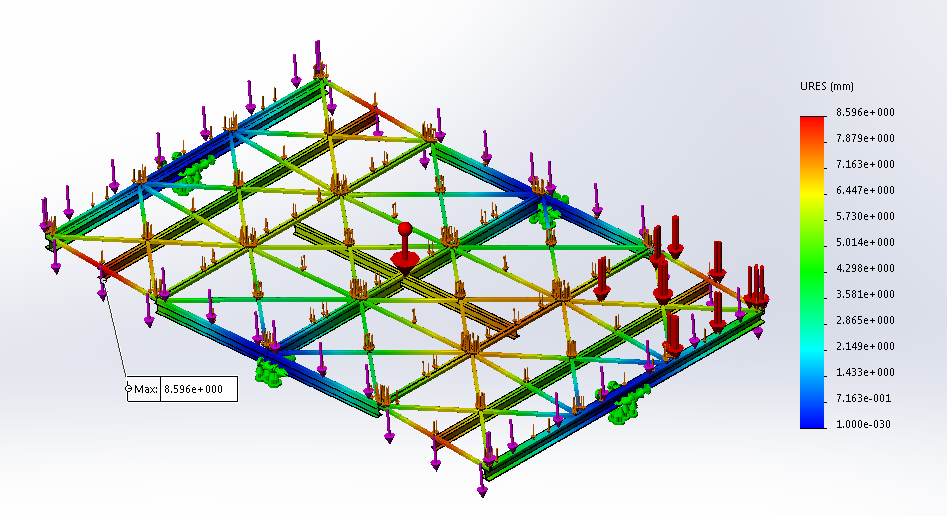 URES (mm)
8.596e+000
7.879e+000
7.163e+000
6.447e+000
5.730e+000
5.014e+000
4.298e+000
3.581e+000
2.865e+000
2.149e+000
1.433e+000
7.163e-001
1.000e-030
Max: 8.596e+000